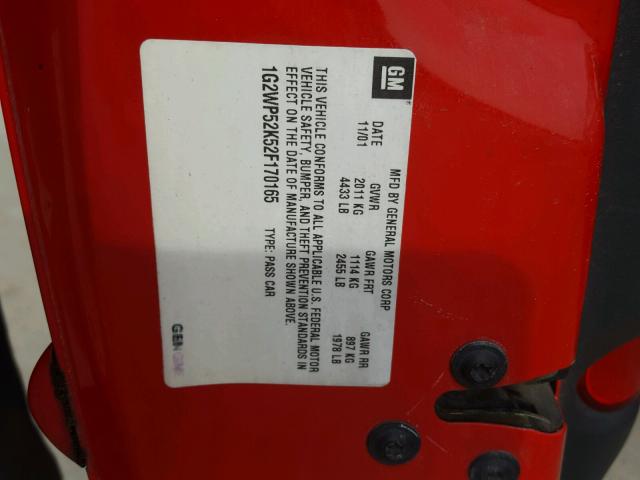 GM
MFD BY GENERAL MOTORS CORP
DATE GVWR GAWR FRT GAWR RR
11/01 2011 KG 1114 KG 897 KG
4433 LB 2455 LB 1978 LB
THIS VEHICLE CONFORMS TO ALL APPLICABLE U.S. FEDERAL MOTOR
VEHICLE SAFETY, BUMPER, AND THEFT PREVENTION STANDARDS IN
EFFECT ON THE DATE OF MANUFACTURE SHOWN ABOVE.
1G2WP52K52F170165 TYPE: PASS CAR